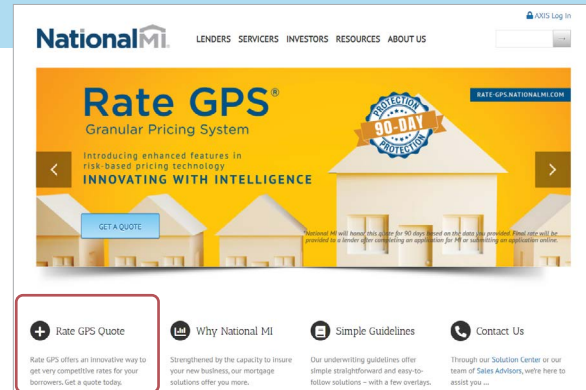 AXIS Log In
NationalMI.
LENDERS SERVICERS INVESTORS RESOURCES ABOUT US
Rate GPS®
Granular Pricing System
PROTECTION
90-DAY
PROTECTION
RATE-GPS.NATIONALMI.COM
Introducing enhanced features in
risk-based pricing technology
INNOVATING WITH INTELLIGENCE
GET A QUOTE
*National MI will honor this quote for 90 days based on the data you provided. Final rate will be
provided to a lender after completing an application for MI or submitting an application online.
Rate GPS Quote
Rate GPS offers an innovative way to
get very competitive rates for your
borrowers. Get a quote today.
Why National MI
Strengthened by the capacity to insure
your new business, our mortgage
solutions offer you more.
Simple Guidelines
Our underwriting guidelines offer
simple straightforward and easy-to-
follow solutions – with a few overlays.
Contact Us
Through our Solution Center or our
team of Sales Advisors, we're here to
assist you ...